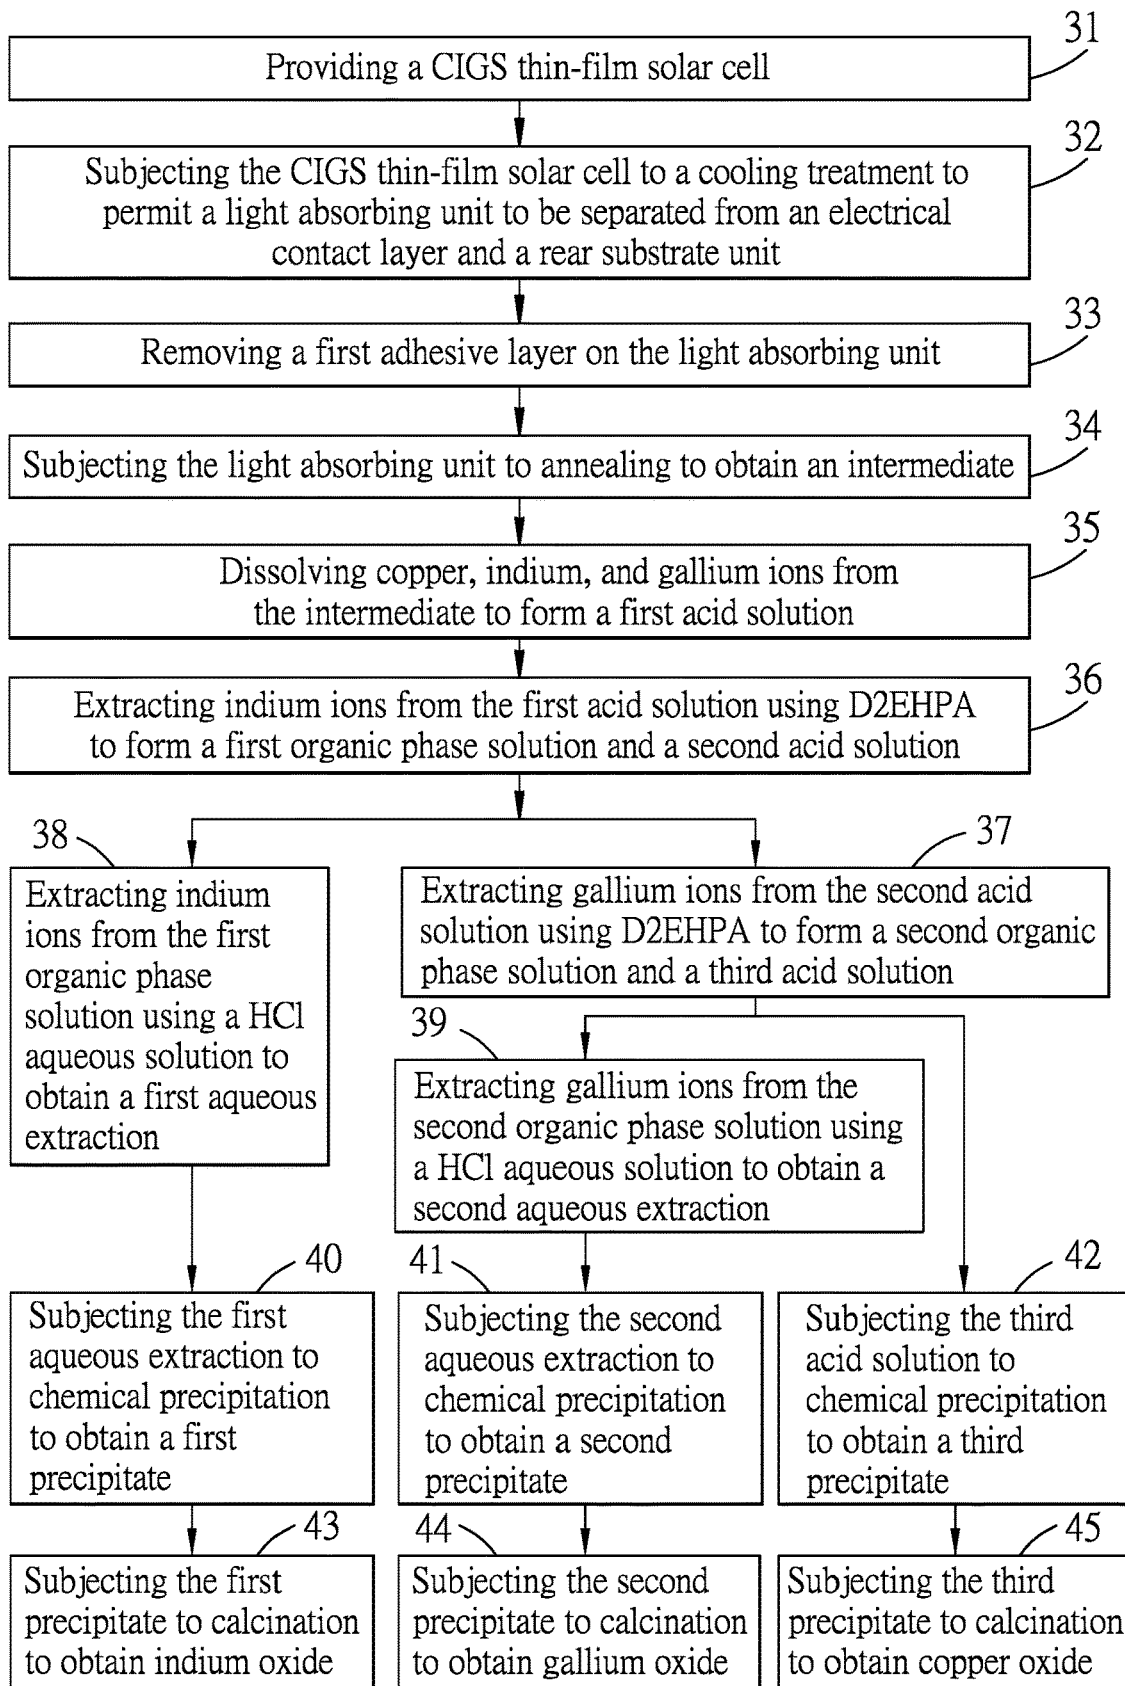 31
Providing a CIGS thin-film solar cell
32
Subjecting the CIGS thin-film solar cell to a cooling treatment to
permit a light absorbing unit to be separated from an electrical
contact layer and a rear substrate unit
33
Removing a first adhesive layer on the light absorbing unit
34
Subjecting the light absorbing unit to annealing to obtain an intermediate
35
Dissolving copper, indium, and gallium ions from
the intermediate to form a first acid solution
36
Extracting indium ions from the first acid solution using D2EHPA
to form a first organic phase solution and a second acid solution
38
Extracting indium
ions from the first
organic phase
solution using a HCl
aqueous solution to
obtain a first aqueous
extraction
37
Extracting gallium ions from the second acid
solution using D2EHPA to form a second organic
phase solution and a third acid solution
39
Extracting gallium ions from the
second organic phase solution using
a HCl aqueous solution to obtain a
second aqueous extraction
40
Subjecting the first
aqueous extraction to
chemical precipitation
to obtain a first
precipitate
41
Subjecting the second
aqueous extraction to
chemical precipitation
to obtain a second
precipitate
42
Subjecting the third
acid solution to
chemical precipitation
to obtain a third
precipitate
43
Subjecting the first
precipitate to calcination
to obtain indium oxide
44
Subjecting the second
precipitate to calcination
to obtain gallium oxide
45
Subjecting the third
precipitate to calcination
to obtain copper oxide